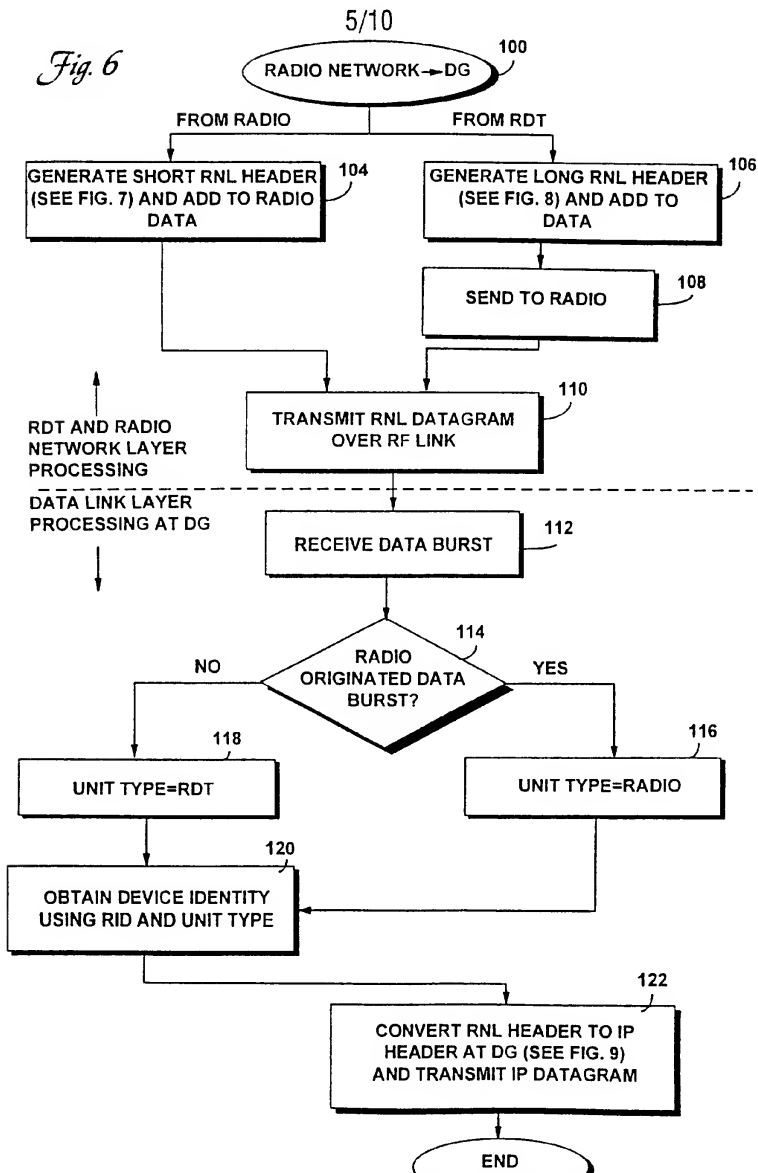 5/10
Fig. 6
RADIO NETWORK→DG
100
FROM RADIO
FROM RDT
GENERATE SHORT RNL HEADER
(SEE FIG. 7) AND ADD TO RADIO
DATA
104
GENERATE LONG RNL HEADER
(SEE FIG. 8) AND ADD TO
DATA
106
SEND TO RADIO
108
TRANSMIT RNL DATAGRAM
OVER RF LINK
110
RDT AND RADIO
NETWORK LAYER
PROCESSING
DATA LINK LAYER
PROCESSING AT DG
RECEIVE DATA BURST
112
RADIO
ORIGINATED DATA
BURST?
114
NO
YES
118
UNIT TYPE=RDT
116
UNIT TYPE=RADIO
120
OBTAIN DEVICE IDENTITY
USING RID AND UNIT TYPE
122
CONVERT RNL HEADER TO IP
HEADER AT DG (SEE FIG. 9)
AND TRANSMIT IP DATAGRAM
END